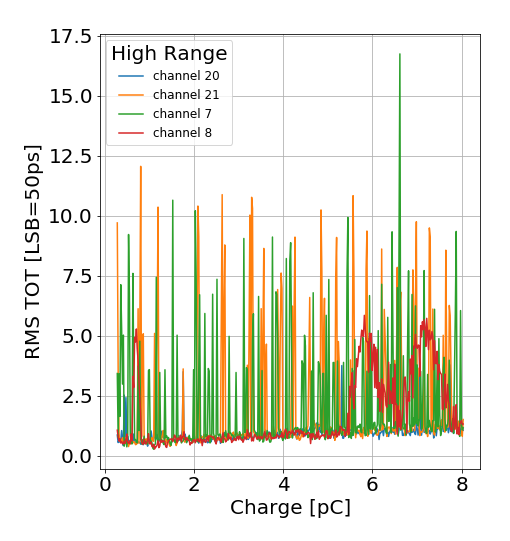 High Range
channel 20
channel 21
channel 7
channel 8
17.5
15.0
12.5
10.0
7.5
5.0
2.5
0.0
RMS TOT [LSB=50ps]
0 2 4 6 8
Charge [pC]